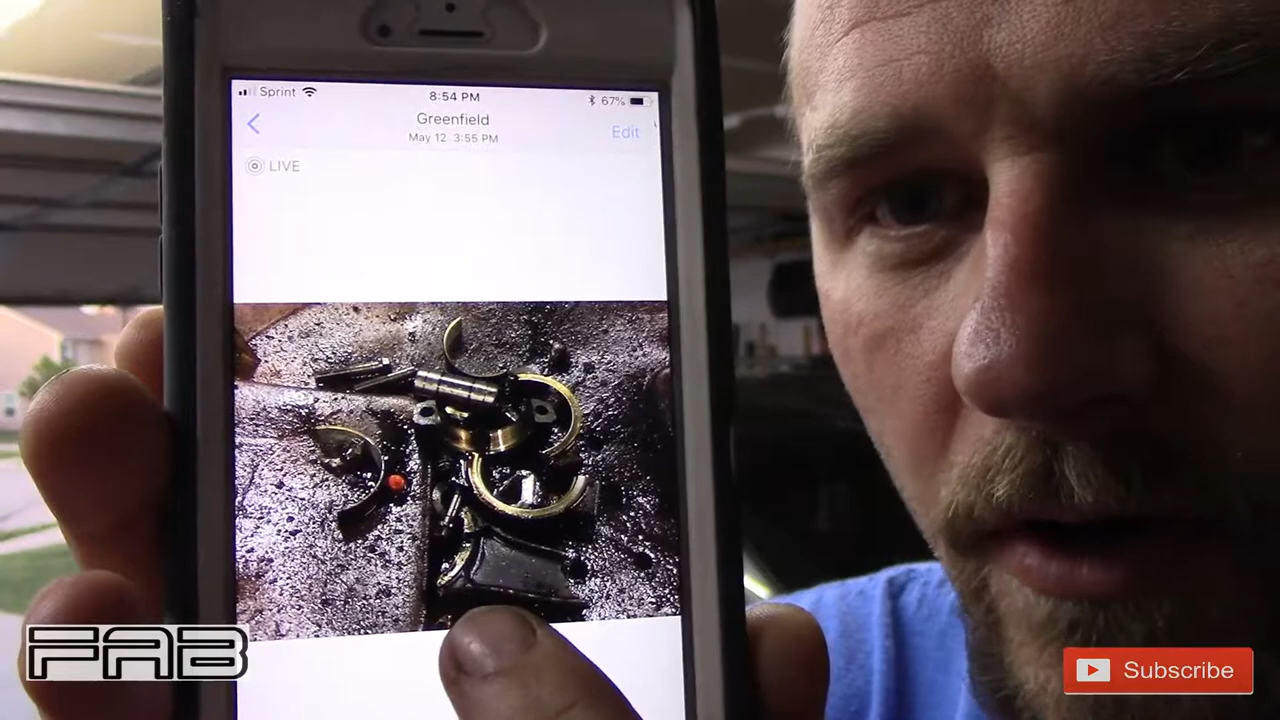 Sprint
8:54 PM
67%
Greenfield
May 12 3:55 PM
Edit
LIVE
FAB
Subscribe